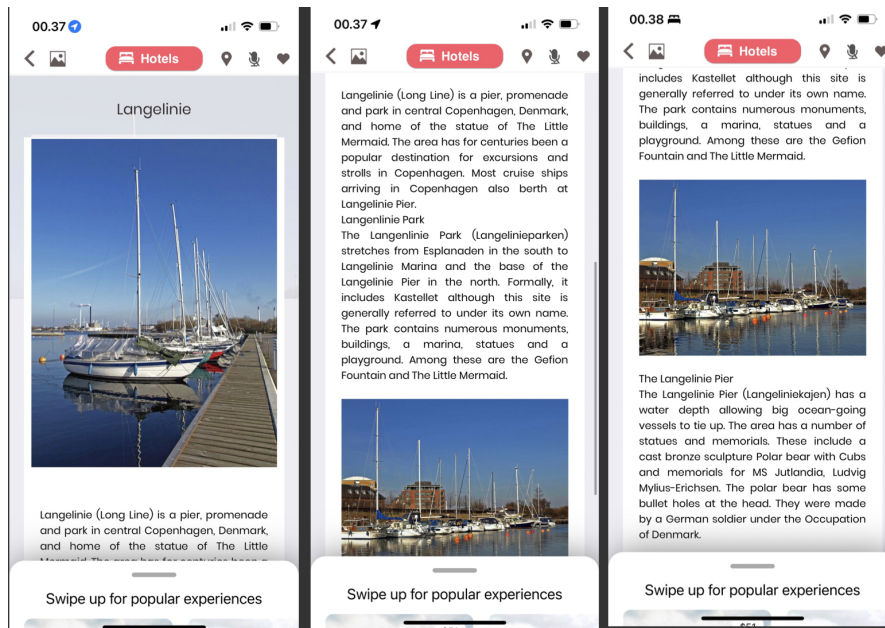 00.37
Hotels
Langelinie
Langelinie (Long Line) is a pier, promenade
and park in central Copenhagen, Denmark,
and home of the statue of The Little
Mermaid. The area has for centuries been a
Swipe up for popular experiences
00.37
Hotels
Langelinie (Long Line) is a pier, promenade
and park in central Copenhagen, Denmark,
and home of the statue of The Little
Mermaid. The area has for centuries been a
popular destination for excursions and
strolls in Copenhagen. Most cruise ships
arriving in Copenhagen also berth at
Langelinie Pier.
Langenlinie Park
The Langenlinie Park (Langelinieparken)
stretches from Esplanaden in the south to
Langelinie Marina and the base of the
Langelinie Pier in the north. Formally, it
includes Kastellet although this site is
generally referred to under its own name.
The park contains numerous monuments,
buildings, a marina, statues and a
playground. Among these are the Gefion
Fountain and The Little Mermaid.
Swipe up for popular experiences
00.38
Hotels
includes Kastellet although this site is
generally referred to under its own name.
The park contains numerous monuments,
buildings, a marina, statues and a
playground. Among these are the Gefion
Fountain and The Little Mermaid.
The Langelinie Pier
The Langelinie Pier (Langeliniekajen) has a
water depth allowing big ocean-going
vessels to tie up. The area has a number of
statues and memorials. These include a
cast bronze sculpture Polar bear with Cubs
and memorials for MS Jutlandia, Ludvig
Mylius-Erichsen. The polar bear has some
bullet holes at the head. They were made
by a German soldier under the Occupation
of Denmark.
Swipe up for popular experiences